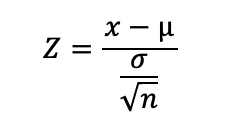 Z = (x − μ) / (σ / √n)